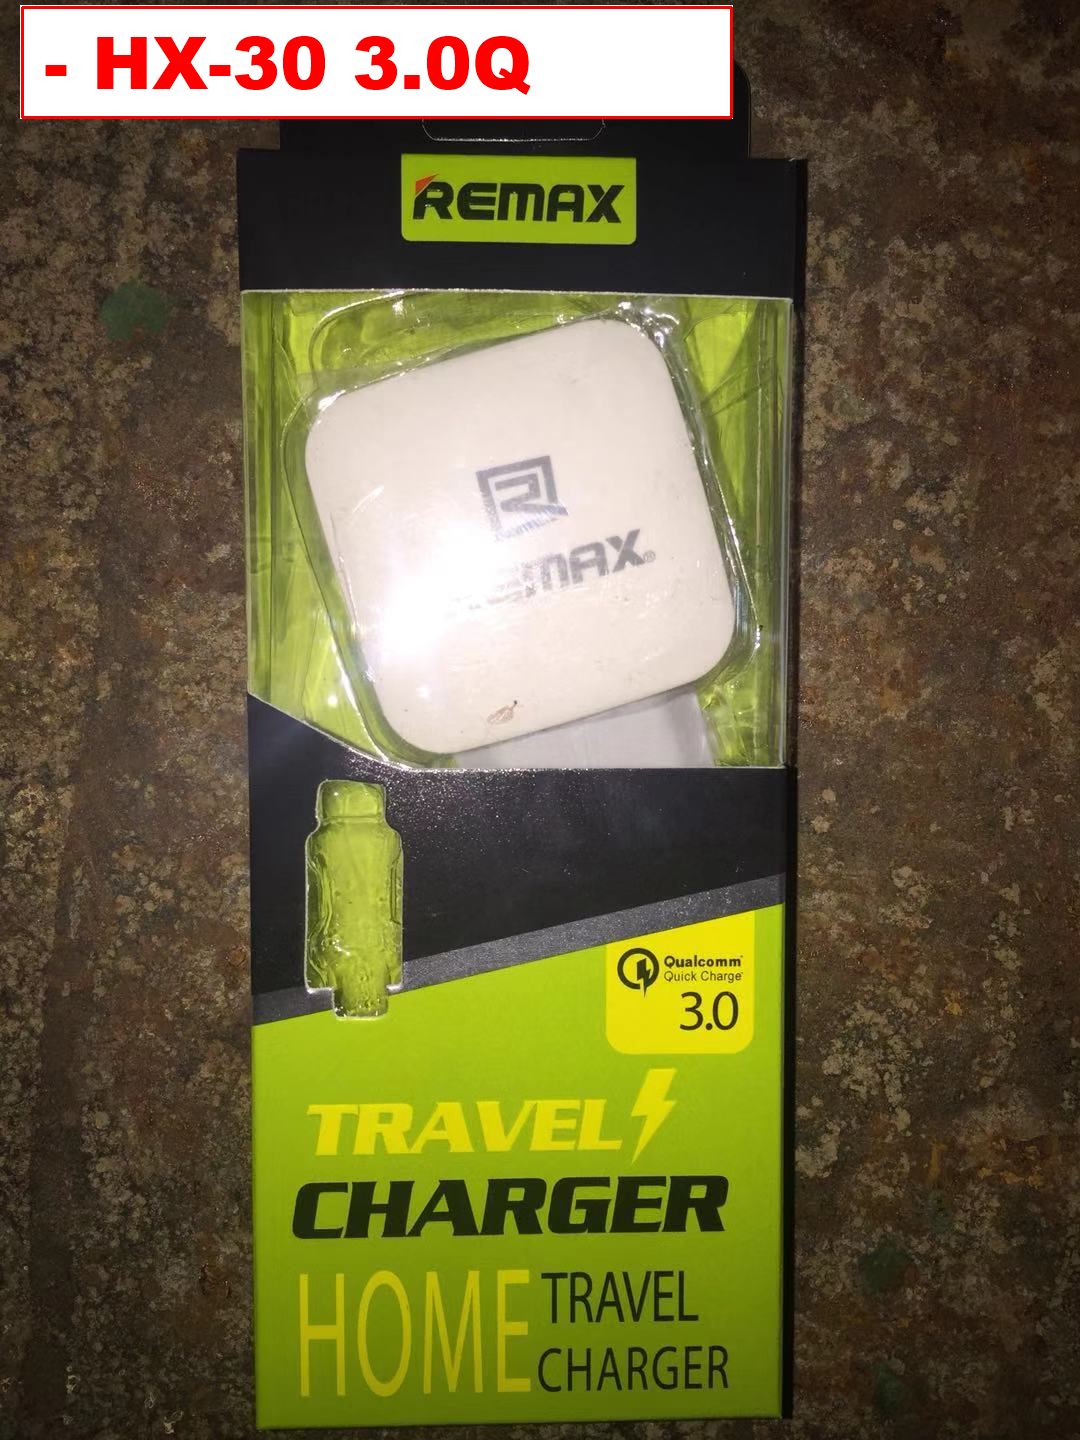 - HX-30 3.0Q
REMAX
REMAX®
Qualcomm
Quick Charge
3.0
TRAVEL
CHARGER
HOME TRAVEL
CHARGER